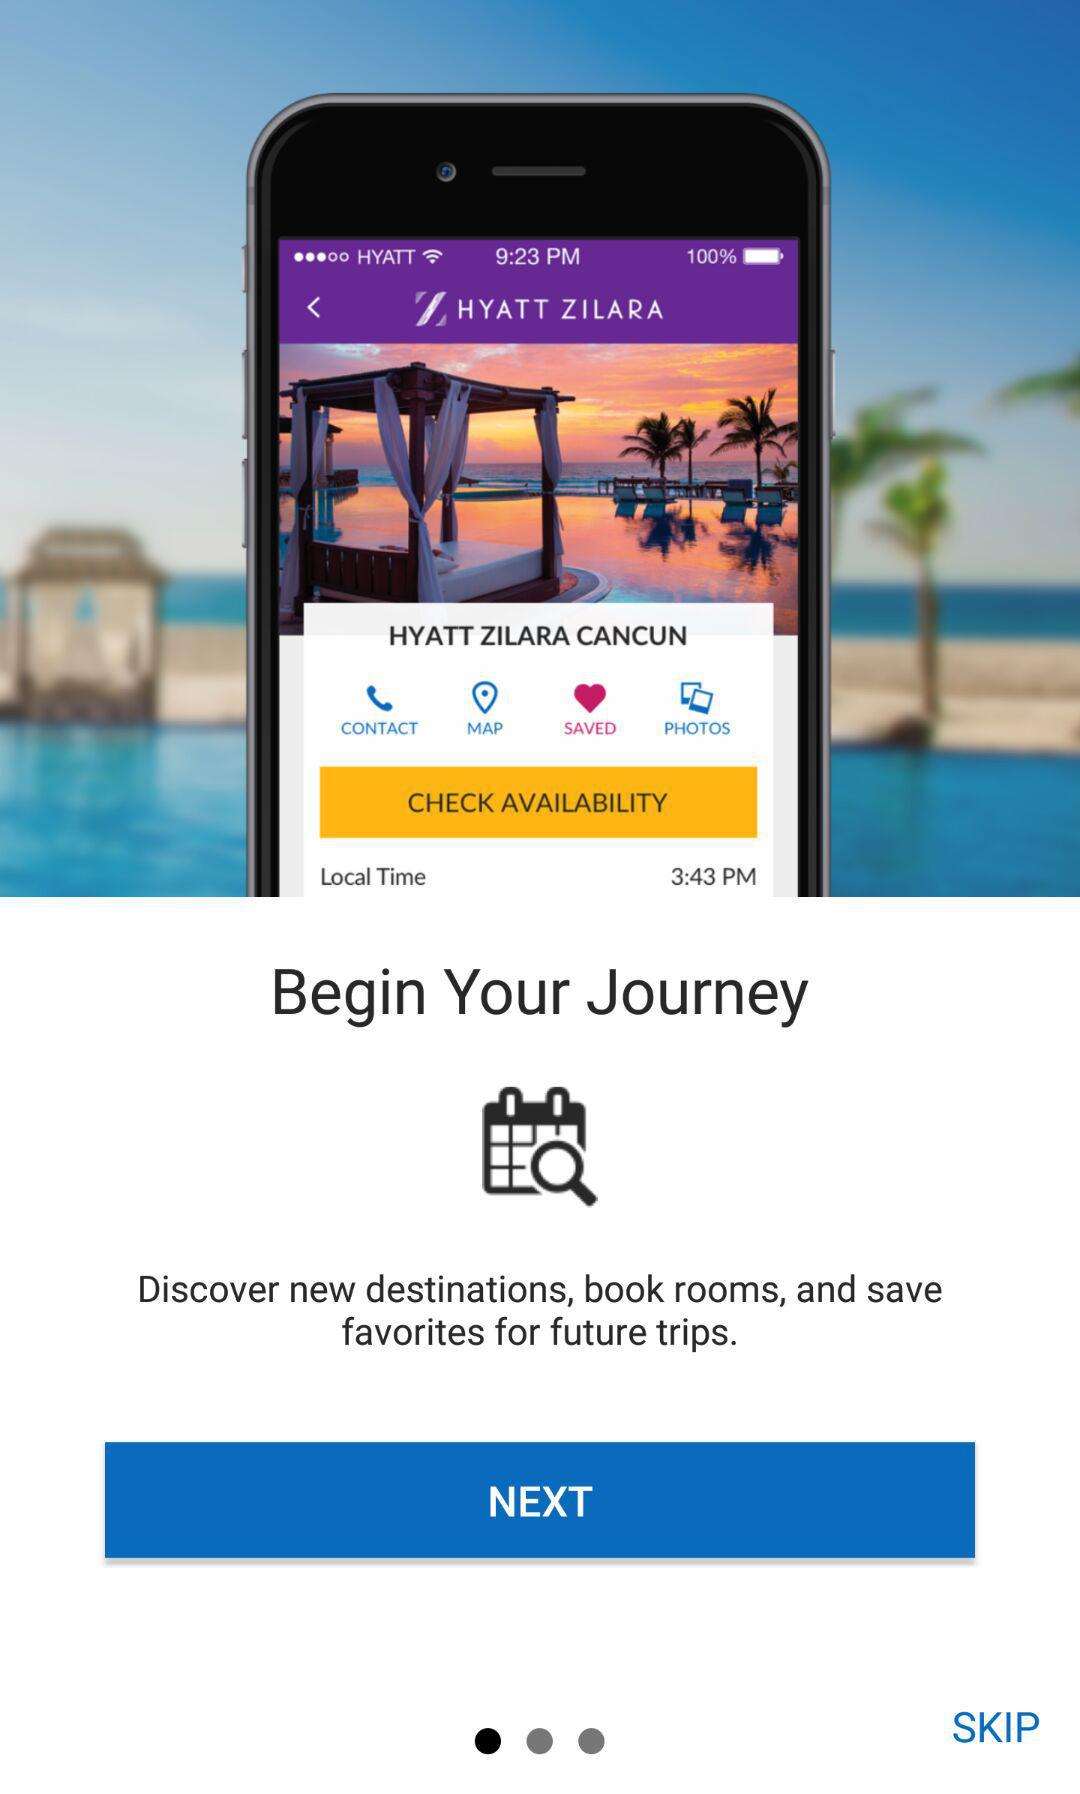 HYATT 9:23 PM 100%
HYATT ZILARA
HYATT ZILARA CANCUN
CONTACT MAP SAVED PHOTOS
CHECK AVAILABILITY
Local Time 3:43 PM
Begin Your Journey
Discover new destinations, book rooms, and save
favorites for future trips.
NEXT
SKIP